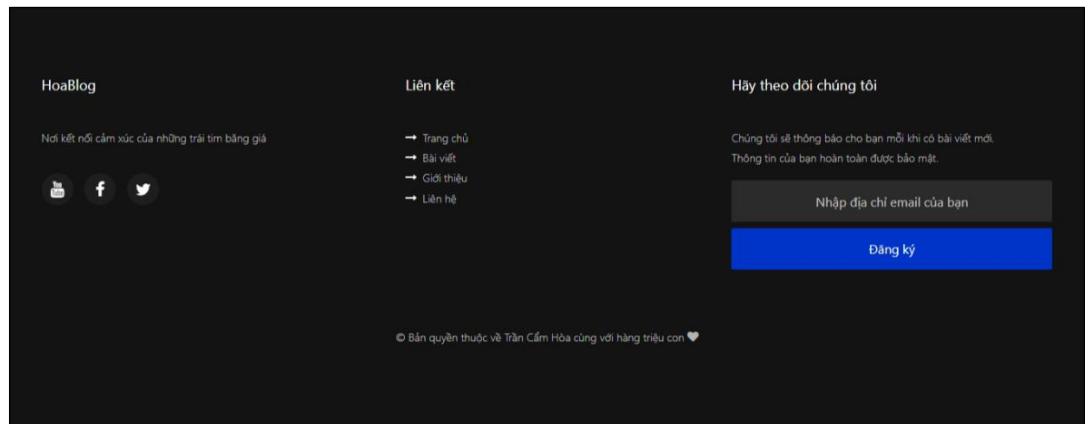 HoaBlog
Nơi kết nối cảm xúc của những trái tim băng giá
You
Tube
Liên kết
Trang chủ
Bài viết
Giới thiệu
Liên hệ
Hãy theo dõi chúng tôi
Chúng tôi sẽ thông báo cho bạn mỗi khi có bài viết mới.
Thông tin của bạn hoàn toàn được bảo mật.
Nhập địa chỉ email của bạn
Đăng ký
© Bản quyền thuộc về Trần Cẩm Hòa cùng với hàng triệu con